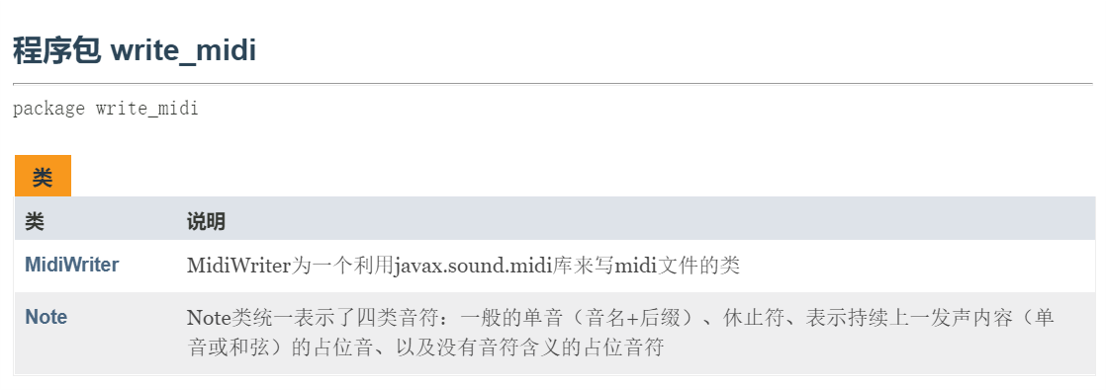 程序包 write_midi
package write_midi
类
类 说明
MidiWriter MidiWriter为一个利用javax.sound.midi库来写midi文件的类
Note Note类统一表示了四类音符：一般的单音（音名+后缀）、休止符、表示持续上一发声内容（单
音或和弦）的占位音、以及没有音符含义的占位音符